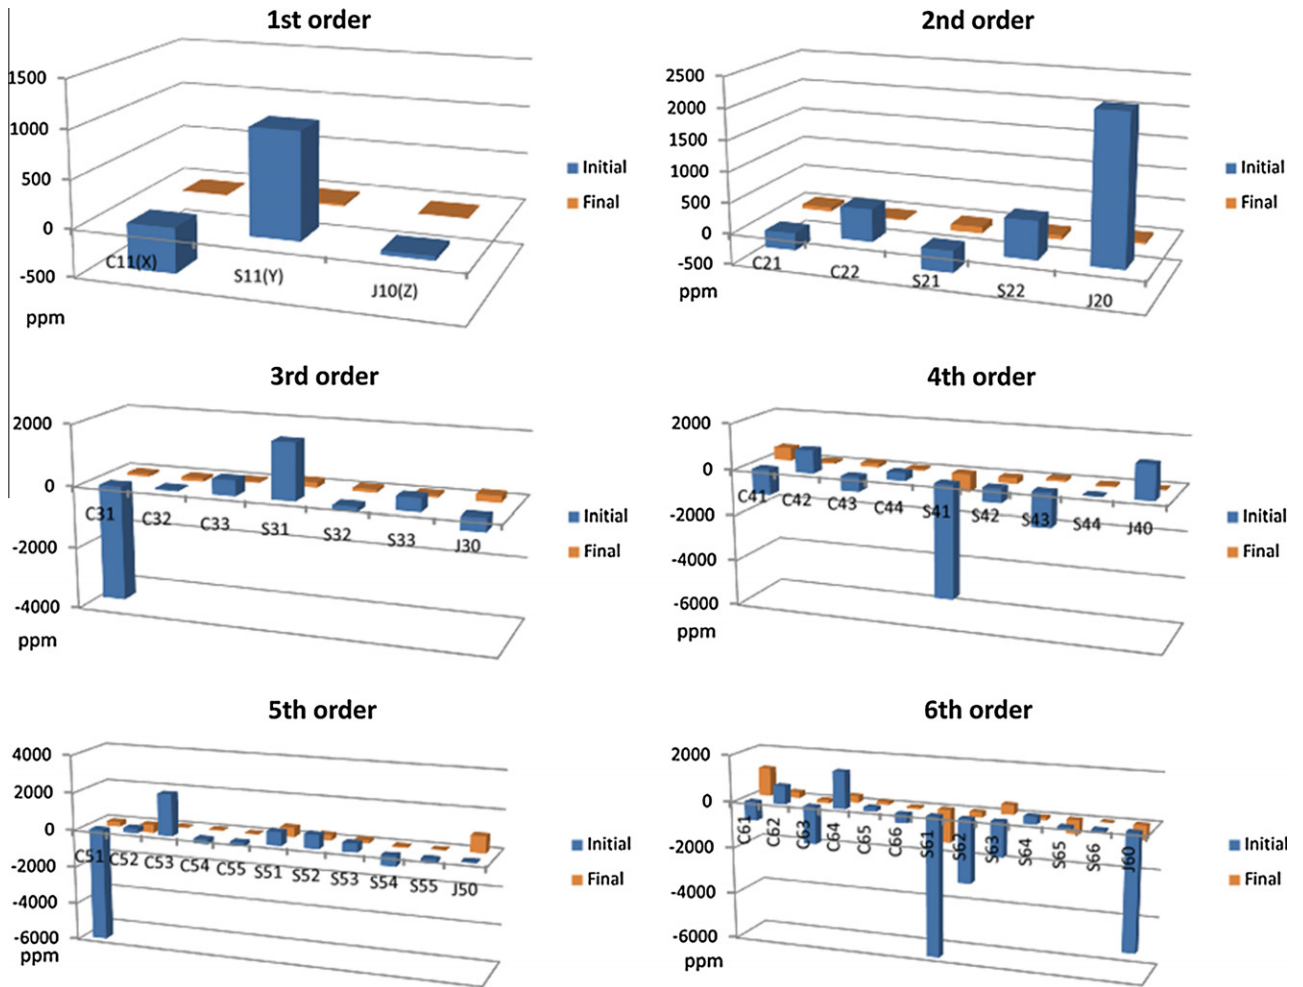 1st order
1500
1000
500
0
-500
ppm
C11(X)
S11(Y)
J10(Z)
Initial
Final
2nd order
2500
2000
1500
1000
500
0
-500
ppm
C21
C22
S21
S22
J20
Initial
Final
3rd order
2000
0
-2000
-4000
ppm
C31
C32
C33
S31
S32
S33
J30
Initial
Final
4th order
2000
0
-2000
-4000
-6000
ppm
C41
C42
C43
C44
S41
S42
S43
S44
J40
Initial
Final
5th order
4000
2000
0
-2000
-4000
-6000
ppm
C51
C52
C53
C54
C55
S51
S52
S53
S54
S55
J50
Initial
Final
6th order
2000
0
-2000
-4000
-6000
ppm
C61
C62
C63
C64
C65
C66
S61
S62
S63
S64
S65
S66
J60
Initial
Final